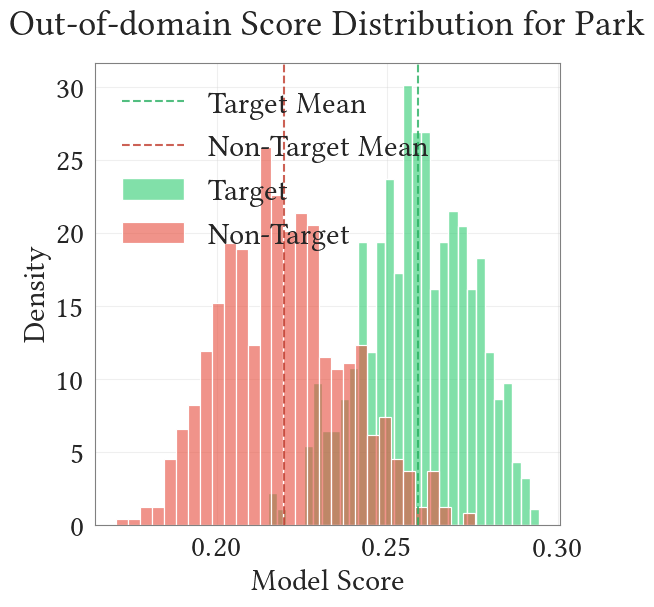 Out-of-domain Score Distribution for Park
Target Mean
Non-Target Mean
Target
Non-Target
Density
30
25
20
15
10
5
0
0.20
0.25
0.30
Model Score